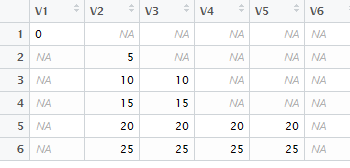 V1 V2 V3 V4 V5 V6
1 0 NA NA NA NA NA
2 NA 5 NA NA NA NA
3 NA 10 10 NA NA NA
4 NA 15 15 NA NA NA
5 NA 20 20 20 20 NA
6 NA 25 25 25 25 NA